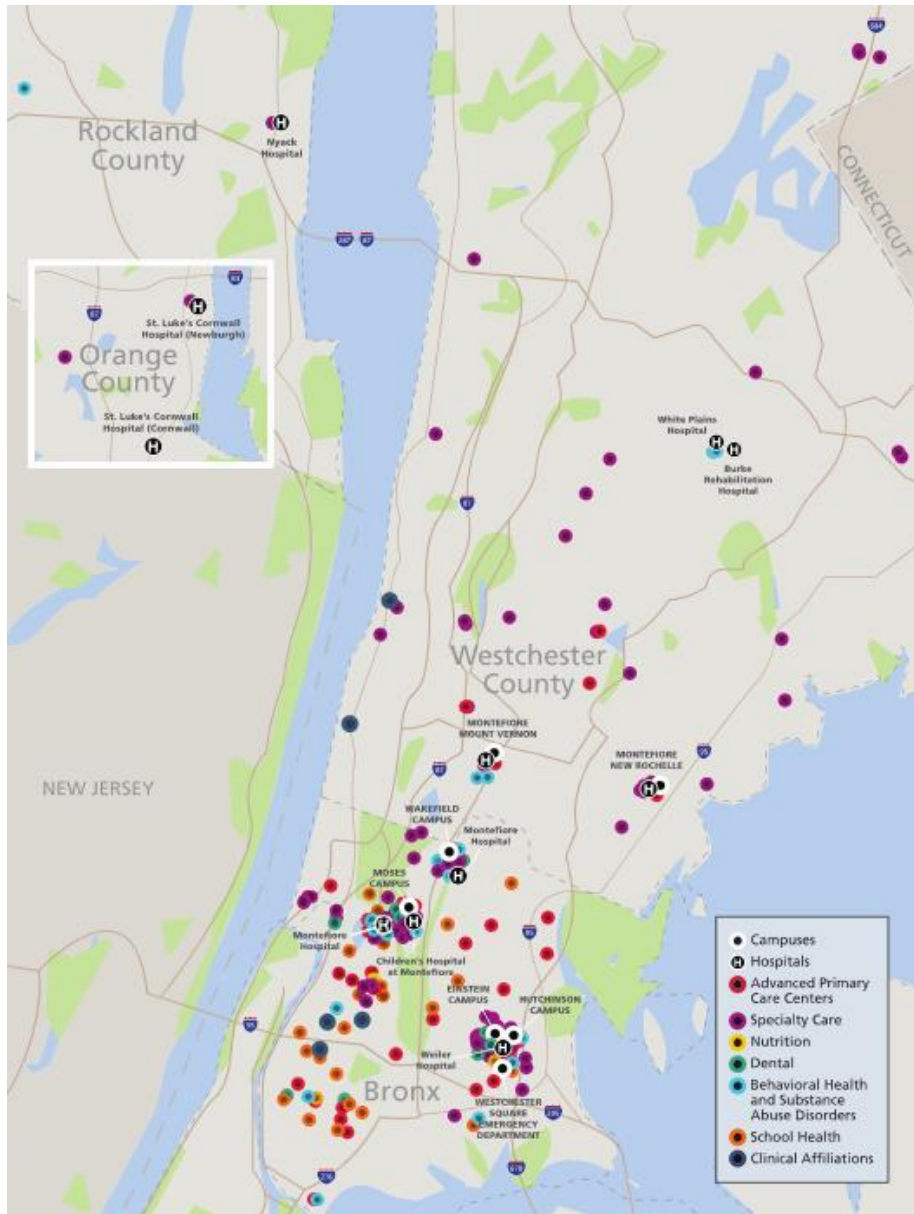 684
Rockland
County
Nyack
Hospital
CONNECTICUT
287
87
87
St. Luke's Cornwall
Hospital (Newburgh)
Orange
County
St. Luke's Cornwall
Hospital (Cornwall)
White Plains
Hospital
Burke
Rehabilitation
Hospital
87
Westchester
County
MONTEFIORE
MOUNT VERNON
NEW JERSEY
87
MONTEFIORE
NEW ROCHELLE
95
WAKEFIELD
CAMPUS
Montefiore
Hospital
MOSES
CAMPUS
Montefiore
Hospital
Children's Hospital
at Montefiore
95
EINSTEIN
CAMPUS
HUTCHINSON
CAMPUS
95
Weiler
Hospital
Bronx
WESTCHESTER
SQUARE
EMERGENCY
DEPARTMENT
295
278
678
Campuses
H Hospitals
Advanced Primary
Care Centers
Specialty Care
Nutrition
Dental
Behavioral Health
and Substance
Abuse Disorders
School Health
Clinical Affiliations